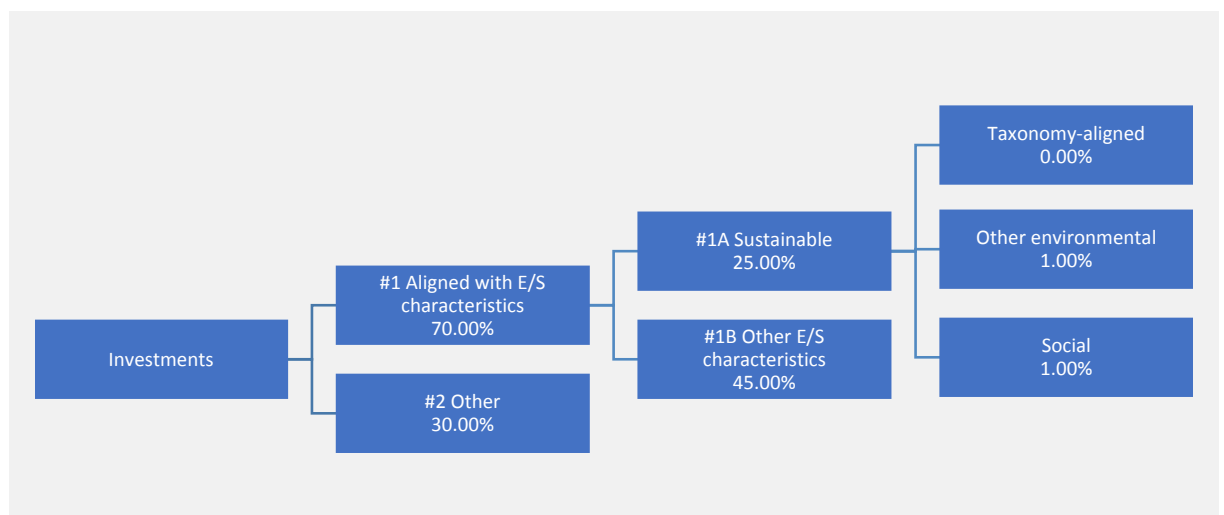 Investments
#1 Aligned with E/S
characteristics
70.00%
#2 Other
30.00%
#1A Sustainable
25.00%
#1B Other E/S
characteristics
45.00%
Taxonomy-aligned
0.00%
Other environmental
1.00%
Social
1.00%